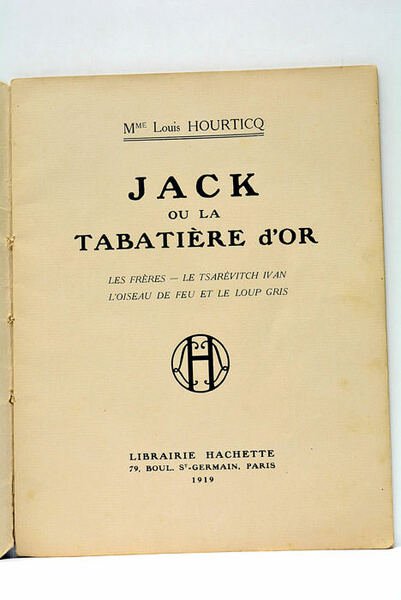 MME Louis HOURTICQ
JACK
OU LA
TABATIÈRE d'OR
LES FRÈRES — LE TSARÉVITCH IVAN
L'OISEAU DE FEU ET LE LOUP GRIS
H
LIBRAIRIE HACHETTE
79, BOUL. ST-GERMAIN, PARIS
1919